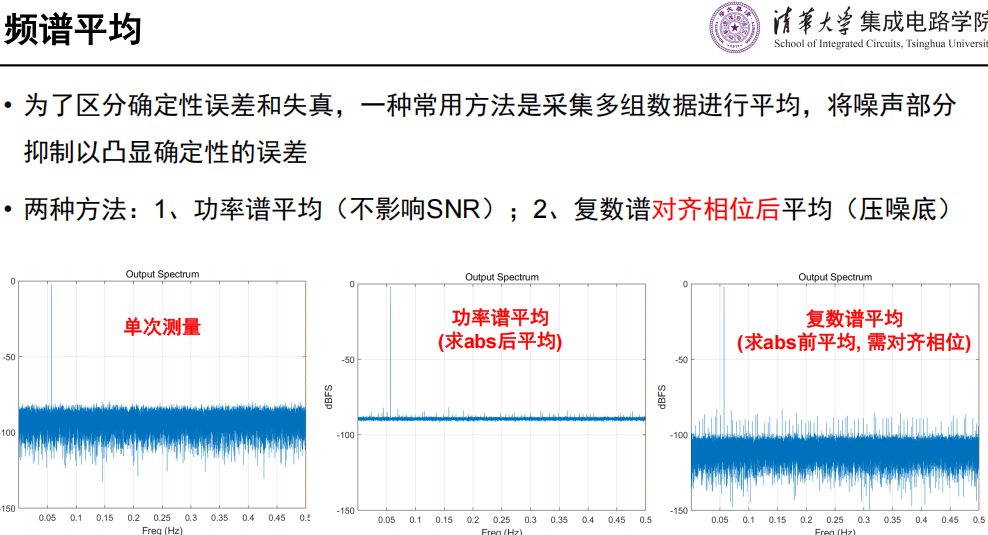 频谱平均
清华大学 集成电路学院
School of Integrated Circuits, Tsinghua Universit
• 为了区分确定性误差和失真，一种常用方法是采集多组数据进行平均，将噪声部分
抑制以凸显确定性的误差
• 两种方法：1、功率谱平均（不影响SNR）；2、复数谱对齐相位后平均（压噪底）
Output Spectrum
单次测量
0
-50
-100
-150
0.05 0.1 0.15 0.2 0.25 0.3 0.35 0.4 0.45 0.5
Freq (Hz)
Output Spectrum
功率谱平均
(求abs后平均)
dBFS
0
-50
-100
-150
0.05 0.1 0.15 0.2 0.25 0.3 0.35 0.4 0.45 0.5
Freq (Hz)
Output Spectrum
复数谱平均
(求abs前平均, 需对齐相位)
dBFS
0
-50
-100
-150
0.05 0.1 0.15 0.2 0.25 0.3 0.35 0.4 0.45 0.5
Freq (Hz)